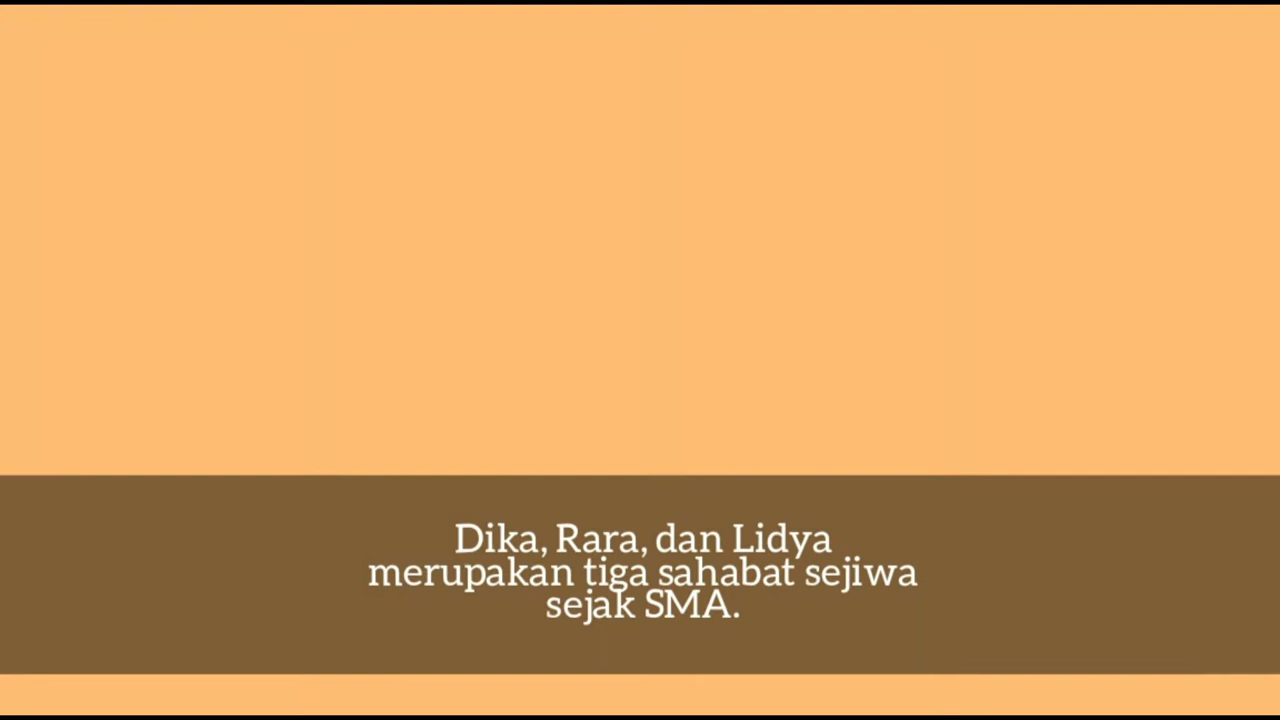 Dika, Rara, dan Lidya
merupakan tiga sahabat sejiwa
sejak SMA.